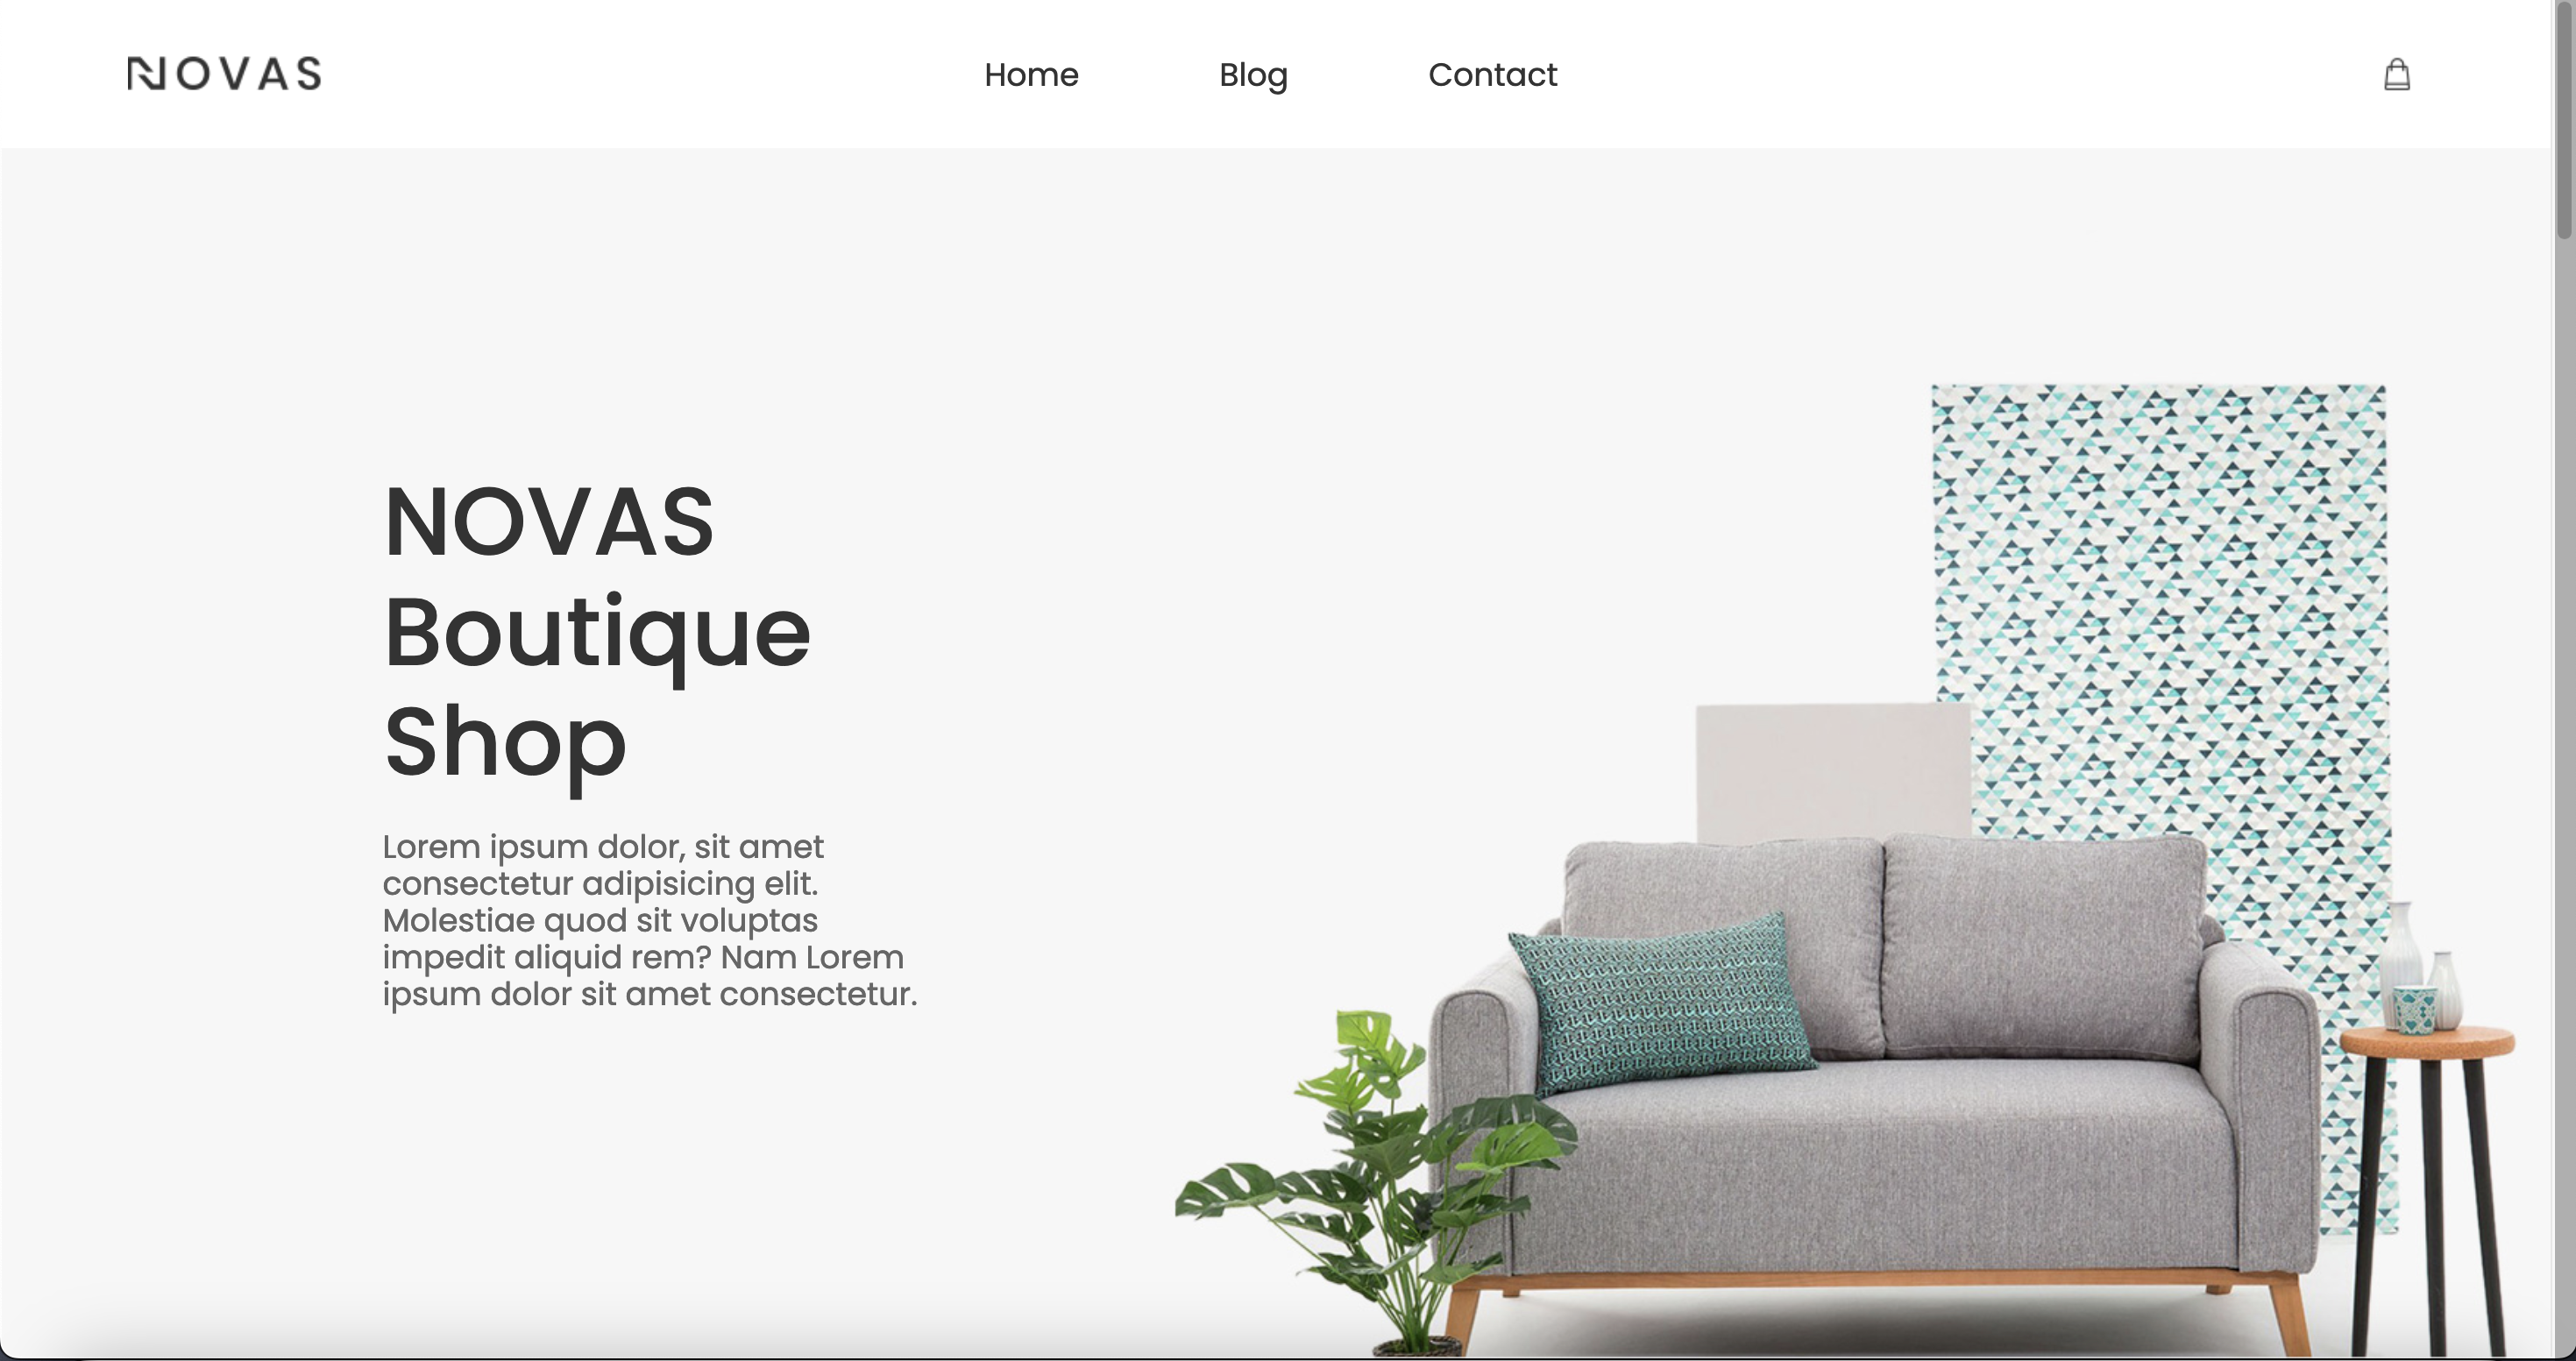 NOVAS
Home Blog Contact
NOVAS
Boutique
Shop
Lorem ipsum dolor, sit amet
consectetur adipisicing elit.
Molestiae quod sit voluptas
impedit aliquid rem? Nam Lorem
ipsum dolor sit amet consectetur.